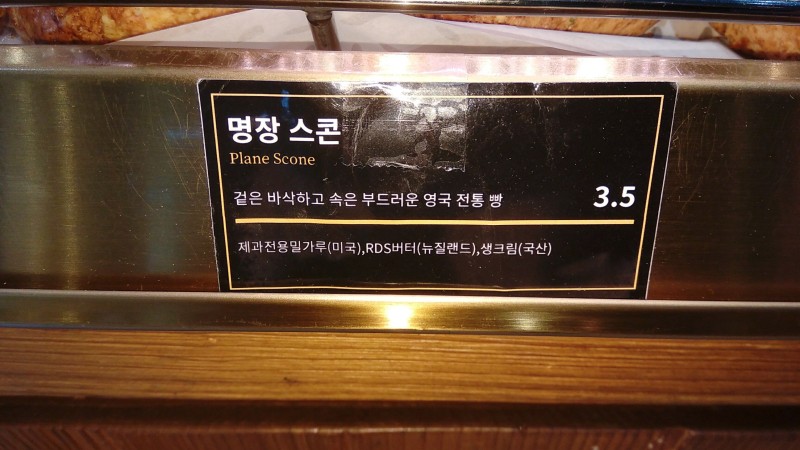 명장 스콘
Plane Scone
겉은 바삭하고 속은 부드러운 영국 전통 빵 3.5
제과전용밀가루(미국),RDS버터(뉴질랜드),생크림(국산)